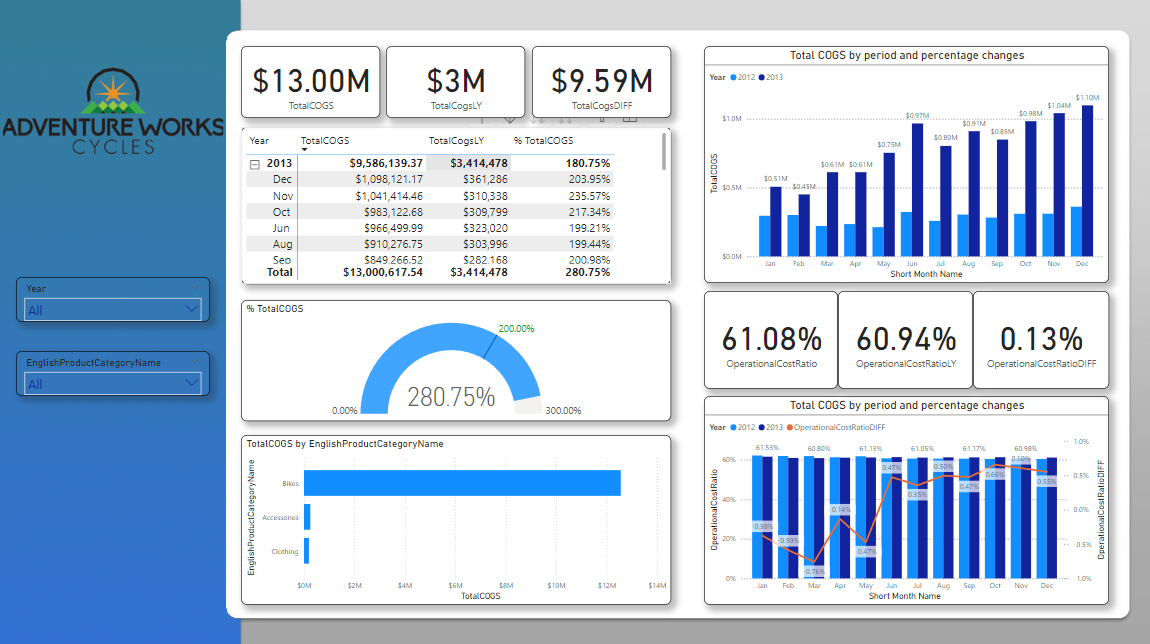 ADVENTURE WORKS
CYCLES
Year
All
EnglishProductCategoryName
All
$13.00M
TotalCOGS
$3M
TotalCogsLY
$9.59M
TotalCogsDIFF
Year TotalCOGS TotalCogsLY % TotalCOGS
2013 $9,586,139.37 $3,414,478 180.75%
Dec $1,098,121.17 $361,286 203.95%
Nov $1,041,414.46 $310,338 235.57%
Oct $983,122.68 $309,799 217.34%
Jun $966,499.99 $323,020 199.21%
Aug $910,276.75 $303,996 199.44%
Sep $849,266.52 $282,168 200.98%
Total $13,000,617.54 $3,414,478 280.75%
% TotalCOGS
200.00%
280.75%
0.00%
300.00%
TotalCOGS by EnglishProductCategoryName
EnglishProductCategoryName
Bikes
Accessories
Clothing
$0M $2M $4M $6M $8M $10M $12M $14M
TotalCOGS
Total COGS by period and percentage changes
Year 2012 2013
TotalCOGS
$1.0M
$0.5M
$0.0M
$0.51M $0.45M $0.61M $0.61M $0.75M $0.97M $0.80M $0.91M $0.85M $0.98M $1.04M $1.10M
Jan Feb Mar Apr May Jun Jul Aug Sep Oct Nov Dec
Short Month Name
61.08%
OperationalCostRatio
60.94%
OperationalCostRatioLY
0.13%
OperationalCostRatioDIFF
Total COGS by period and percentage changes
Year 2012 2013 OperationalCostRatioDIFF
OperationalCostRatio
60%
40%
20%
0%
61.53% 60.80% 61.13% 61.05% 61.17% 60.98%
-0.38% -0.59% -0.76% -0.14% -0.47% 0.47% 0.35% 0.50% 0.47% 0.66% 0.60% 0.55%
1.0%
0.5%
0.0%
-0.5%
-1.0%
OperationalCostRatioDIFF
Jan Feb Mar Apr May Jun Jul Aug Sep Oct Nov Dec
Short Month Name